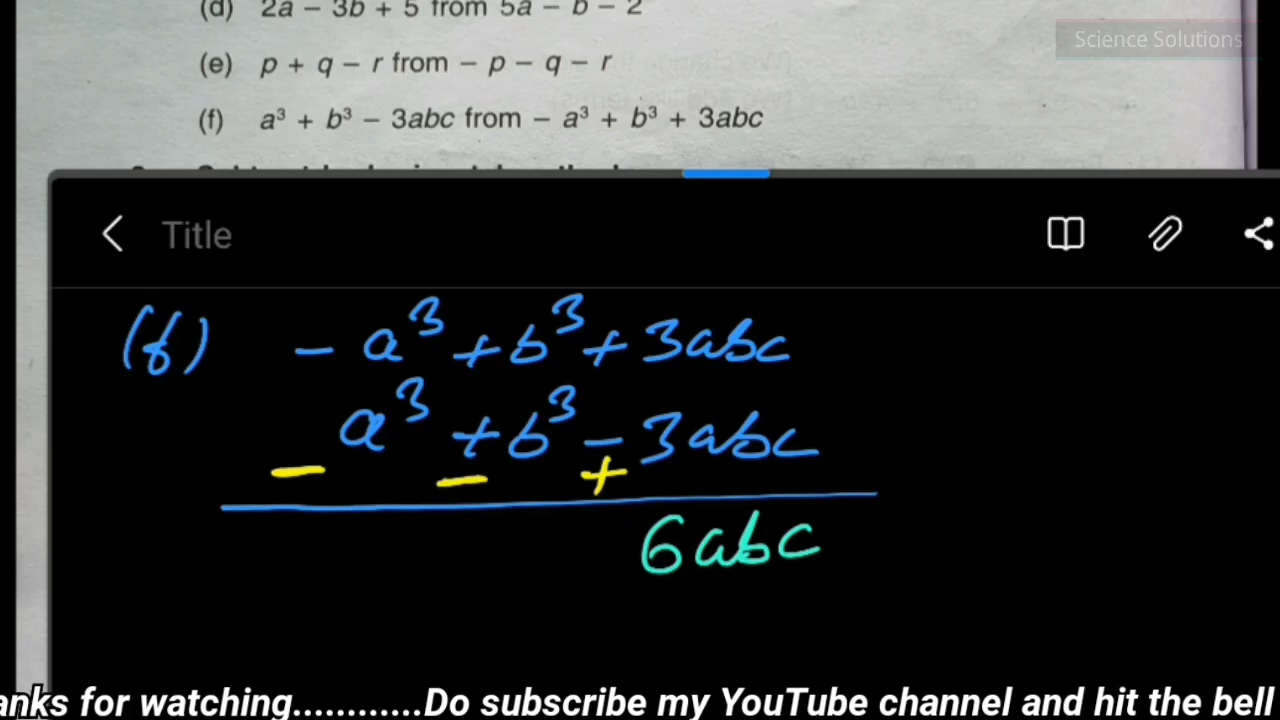 (d) 2a − 3b + 5 from 5a − b − 2
Science Solutions
(e) p + q − r from − p − q − r
(f) a³ + b³ − 3abc from − a³ + b³ + 3abc
Title
(f) − a³ + b³ + 3abc
a³ + b³ − 3abc
− − +
6abc
anks for watching............Do subscribe my YouTube channel and hit the bell